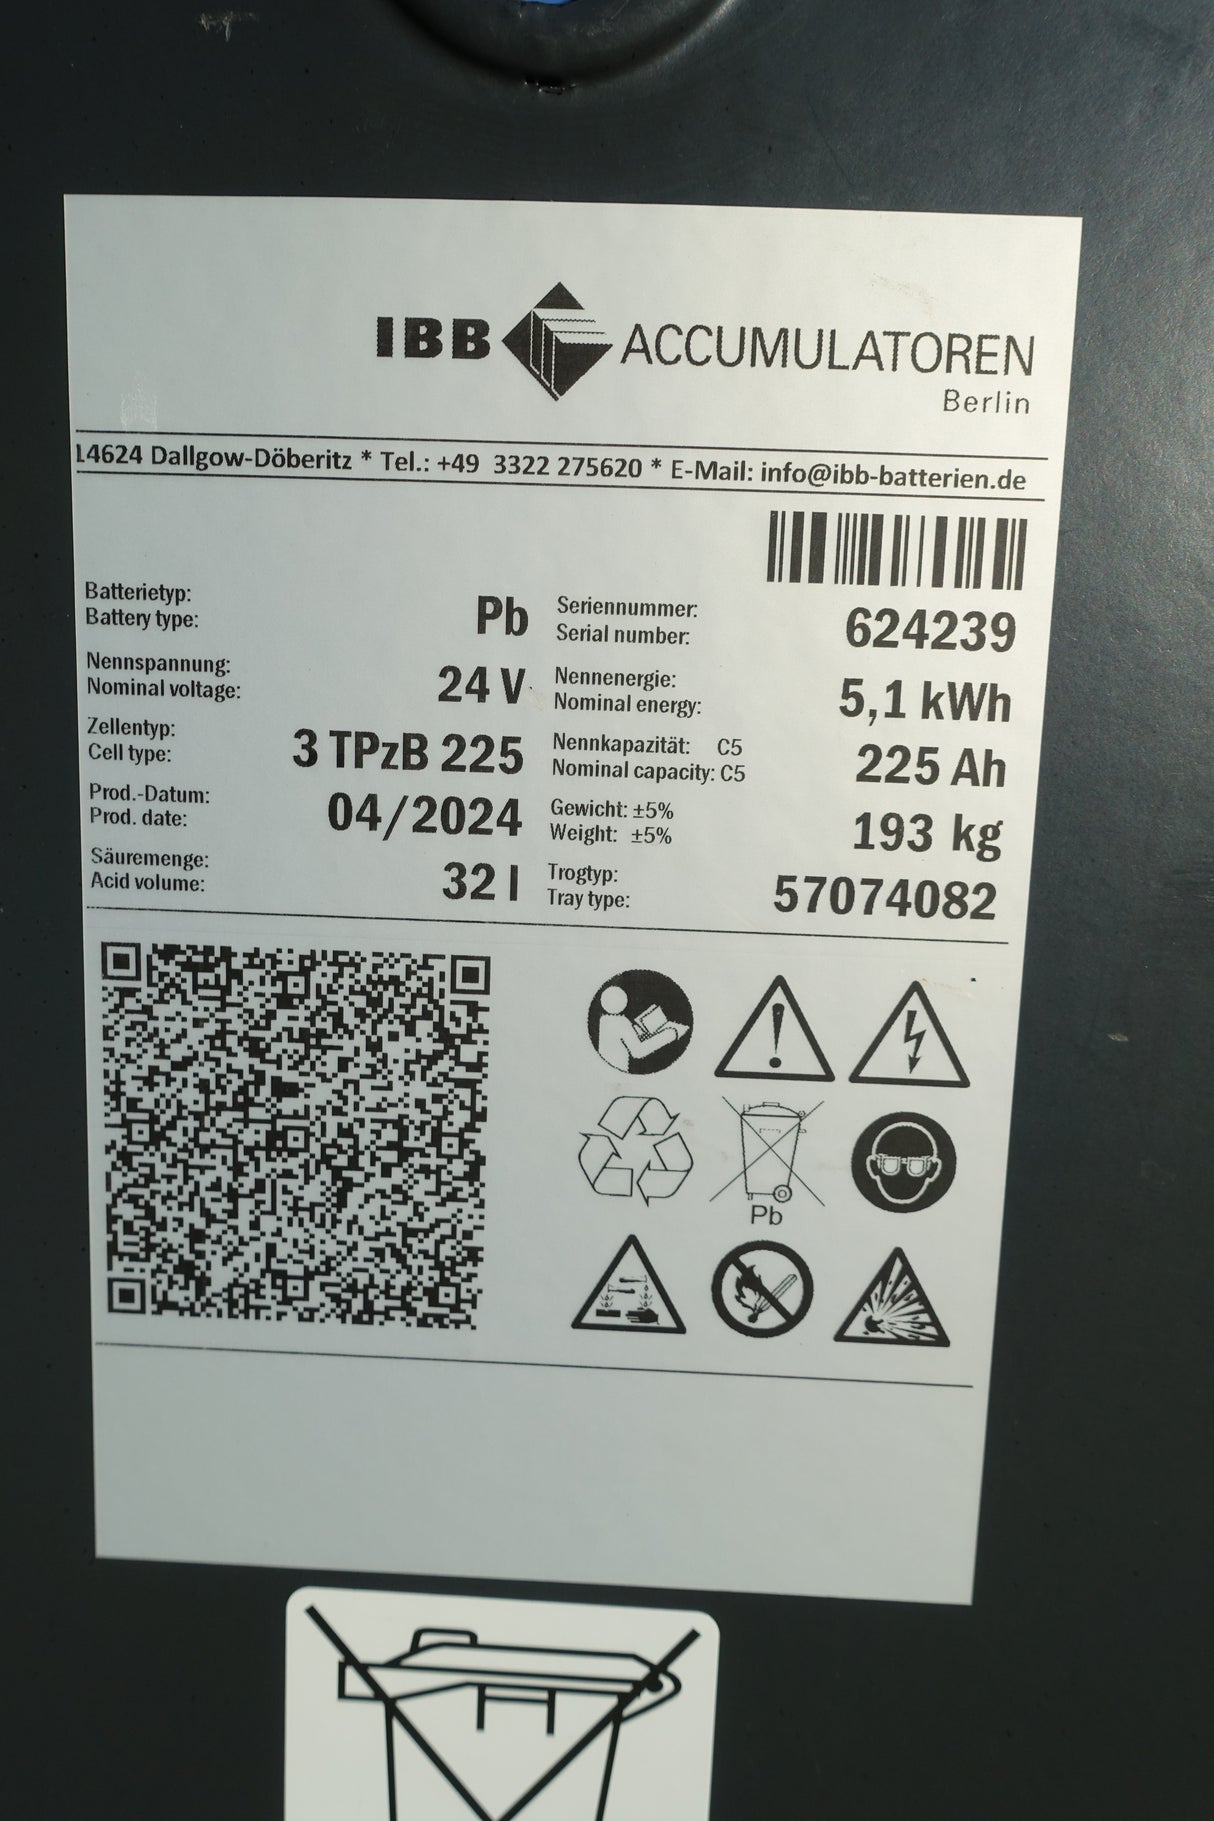 IBB ACCUMULATOREN
Berlin
14624 Dallgow-Döberitz * Tel.: +49 3322 275620 * E-Mail: info@ibb-batterien.de
Batterietyp:
Battery type:
Pb
Seriennummer:
Serial number:
624239
Nennspannung:
Nominal voltage:
24 V
Nennenergie:
Nominal energy:
5,1 kWh
Zellentyp:
Cell type:
3 TPzB 225
Nennkapazität: C5
Nominal capacity: C5
225 Ah
Prod.-Datum:
Prod. date:
04/2024
Gewicht: ±5%
Weight: ±5%
193 kg
Säuremenge:
Acid volume:
32 l
Trogtyp:
Tray type:
57074082
Pb